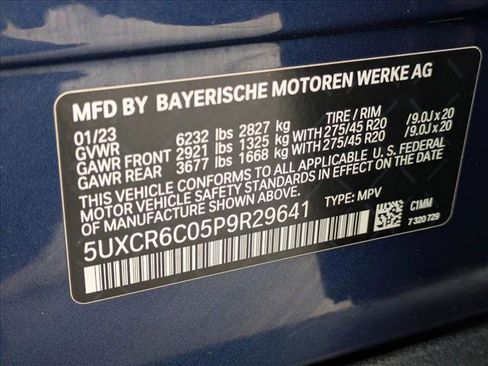 MFD BY BAYERISCHE MOTOREN WERKE AG
01/23 TIRE / RIM
GVWR 6232 lbs 2827 kg
GAWR FRONT 2921 lbs 1325 kg WITH 275/45 R20 /9.0J x 20
GAWR REAR 3677 lbs 1668 kg WITH 275/45 R20 /9.0J x 20
THIS VEHICLE CONFORMS TO ALL APPLICABLE U.S. FEDERAL
MOTOR VEHICLE SAFETY STANDARDS IN EFFECT ON THE DATE
OF MANUFACTURE SHOWN ABOVE.
5UXCR6C05P9R29641 TYPE: MPV
C1MM
7 320 729